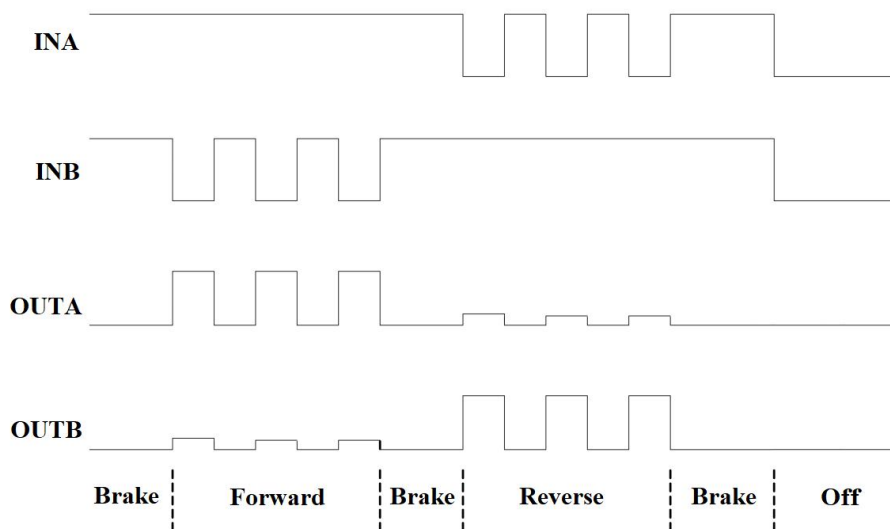 INA
INB
OUTA
OUTB
Brake Forward Brake Reverse Brake Off